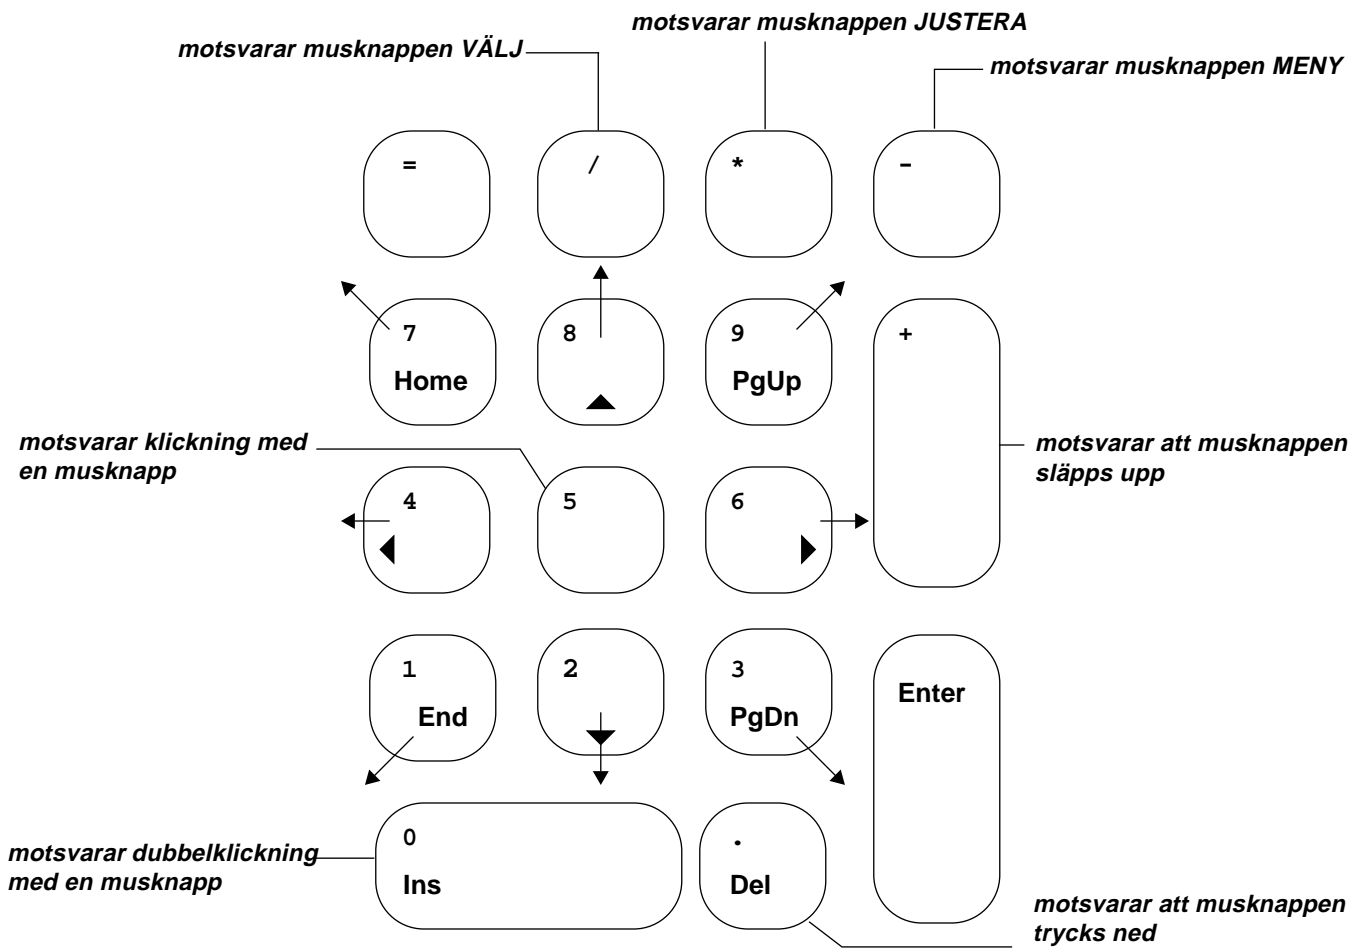 motsvarar musknappen JUSTERA
motsvarar musknappen VÄLJ
motsvarar musknappen MENY
= / * -
7 8 9 +
Home PgUp
motsvarar klickning med
en musknapp
motsvarar att musknappen
släpps upp
4 5 6
1 2 3
End PgDn Enter
0 .
Ins Del
motsvarar dubbelklickning
med en musknapp
motsvarar att musknappen
trycks ned